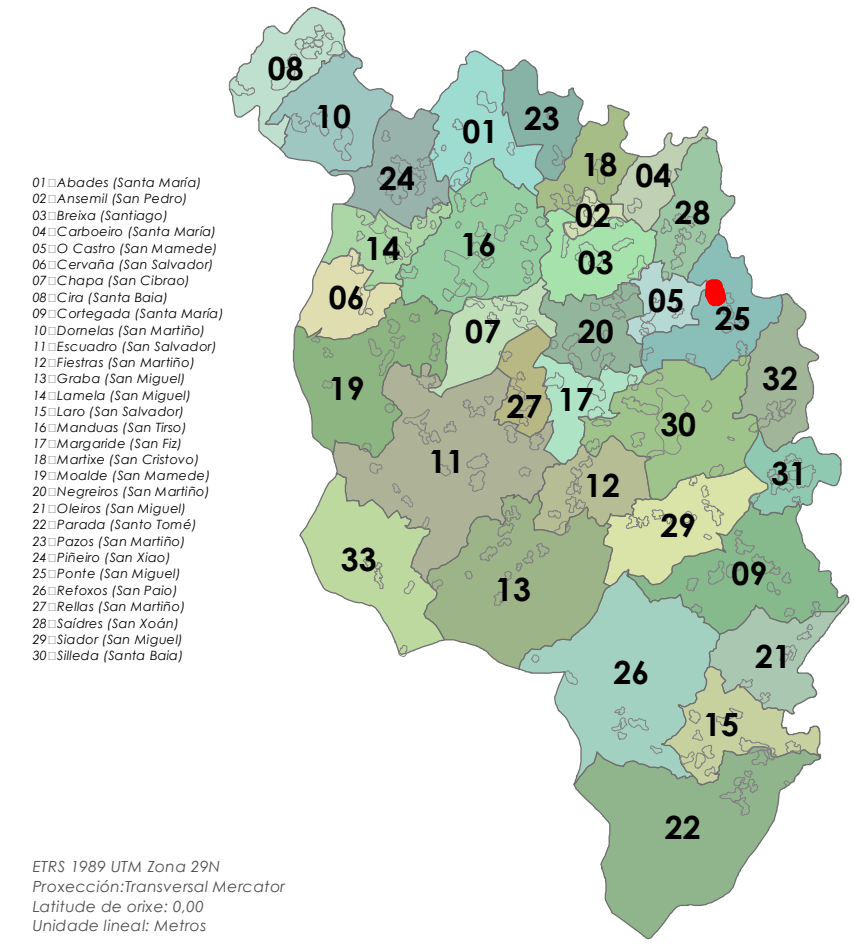 08
10
01
23
24
18
04
02
28
14
16
03
06
05
25
07
20
32
19
27
17
30
11
12
31
29
33
13
09
26
21
15
22
01□Abades (Santa María)
02□Ansemil (San Pedro)
03□Breixa (Santiago)
04□Carboeiro (Santa María)
05□O Castro (San Mamede)
06□Cervaña (San Salvador)
07□Chapa (San Cibrao)
08□Cira (Santa Baia)
09□Cortegada (Santa María)
10□Dornelas (San Martiño)
11□Escuadro (San Salvador)
12□Fiestras (San Martiño)
13□Graba (San Miguel)
14□Lamela (San Miguel)
15□Laro (San Salvador)
16□Manduas (San Tirso)
17□Margaride (San Fiz)
18□Martixe (San Cristovo)
19□Moalde (San Mamede)
20□Negreiros (San Martiño)
21□Oleiros (San Miguel)
22□Parada (Santo Tomé)
23□Pazos (San Martiño)
24□Piñeiro (San Xiao)
25□Ponte (San Miguel)
26□Refoxos (San Paio)
27□Rellas (San Martiño)
28□Saídres (San Xoán)
29□Siador (San Miguel)
30□Silleda (Santa Baia)
ETRS 1989 UTM Zona 29N
Proxección:Transversal Mercator
Latitude de orixe: 0,00
Unidade lineal: Metros